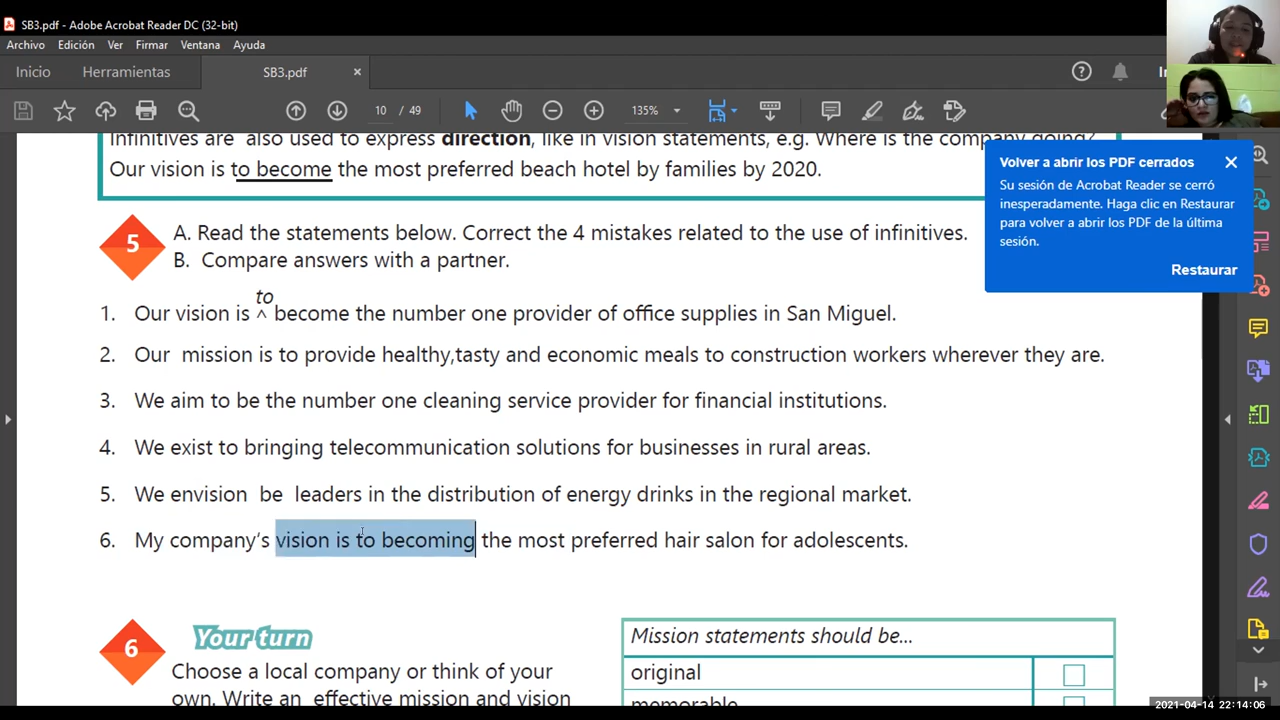 SB3.pdf - Adobe Acrobat Reader DC (32-bit)
Archivo Edición Ver Firmar Ventana Ayuda
Inicio Herramientas SB3.pdf ×
10 / 49 135%
Infinitives are also used to express direction, like in vision statements, e.g. Where is the company going?
Our vision is to become the most preferred beach hotel by families by 2020.
Volver a abrir los PDF cerrados
Su sesión de Acrobat Reader se cerró
inesperadamente. Haga clic en Restaurar
para volver a abrir los PDF de la última
sesión.
Restaurar
5
A. Read the statements below. Correct the 4 mistakes related to the use of infinitives.
B. Compare answers with a partner.
to
1. Our vision is ^ become the number one provider of office supplies in San Miguel.
2. Our mission is to provide healthy,tasty and economic meals to construction workers wherever they are.
3. We aim to be the number one cleaning service provider for financial institutions.
4. We exist to bringing telecommunication solutions for businesses in rural areas.
5. We envision be leaders in the distribution of energy drinks in the regional market.
6. My company's vision is to becoming the most preferred hair salon for adolescents.
6
Your turn
Choose a local company or think of your
own. Write an effective mission and vision
Mission statements should be...
original
memorable
2021-04-14 22:14:06